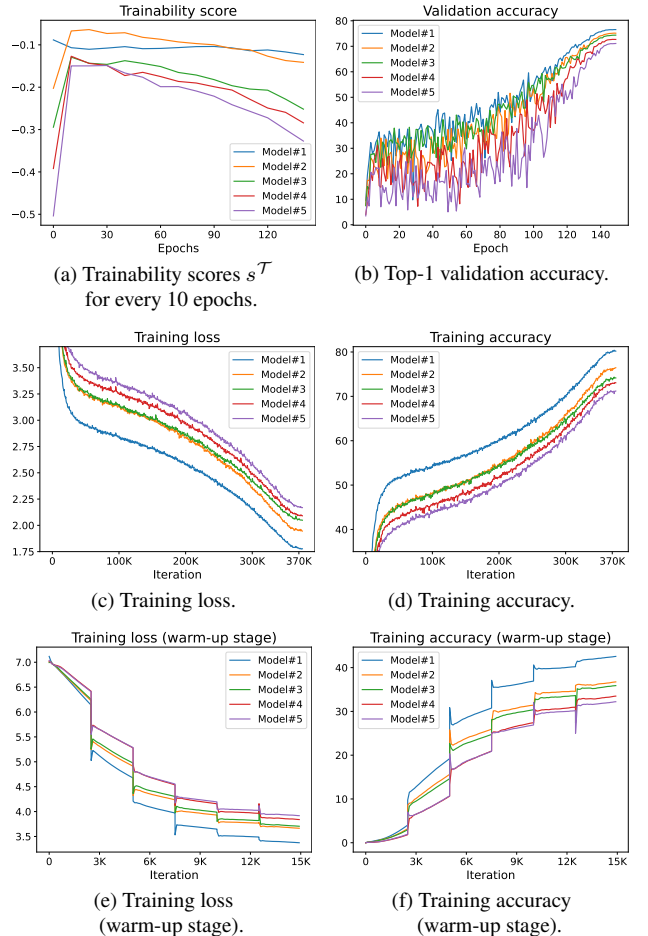 Trainability score
−0.1
−0.2
−0.3
−0.4
−0.5
Model#1
Model#2
Model#3
Model#4
Model#5
0 30 60 90 120
Epochs
(a) Trainability scores s^𝒯
for every 10 epochs.
Validation accuracy
80
70
60
50
40
30
20
10
0
Model#1
Model#2
Model#3
Model#4
Model#5
0 20 40 60 80 100 120 140
Epoch
(b) Top-1 validation accuracy.
Training loss
3.50
3.25
3.00
2.75
2.50
2.25
2.00
1.75
Model#1
Model#2
Model#3
Model#4
Model#5
0 100K 200K 300K 370K
Iteration
(c) Training loss.
Training accuracy
80
70
60
50
40
Model#1
Model#2
Model#3
Model#4
Model#5
0 100K 200K 300K 370K
Iteration
(d) Training accuracy.
Training loss (warm-up stage)
7.0
6.5
6.0
5.5
5.0
4.5
4.0
3.5
Model#1
Model#2
Model#3
Model#4
Model#5
0 3K 6K 9K 12K 15K
Iteration
(e) Training loss
(warm-up stage).
Training accuracy (warm-up stage)
40
30
20
10
0
Model#1
Model#2
Model#3
Model#4
Model#5
0 3K 6K 9K 12K 15K
Iteration
(f) Training accuracy
(warm-up stage).